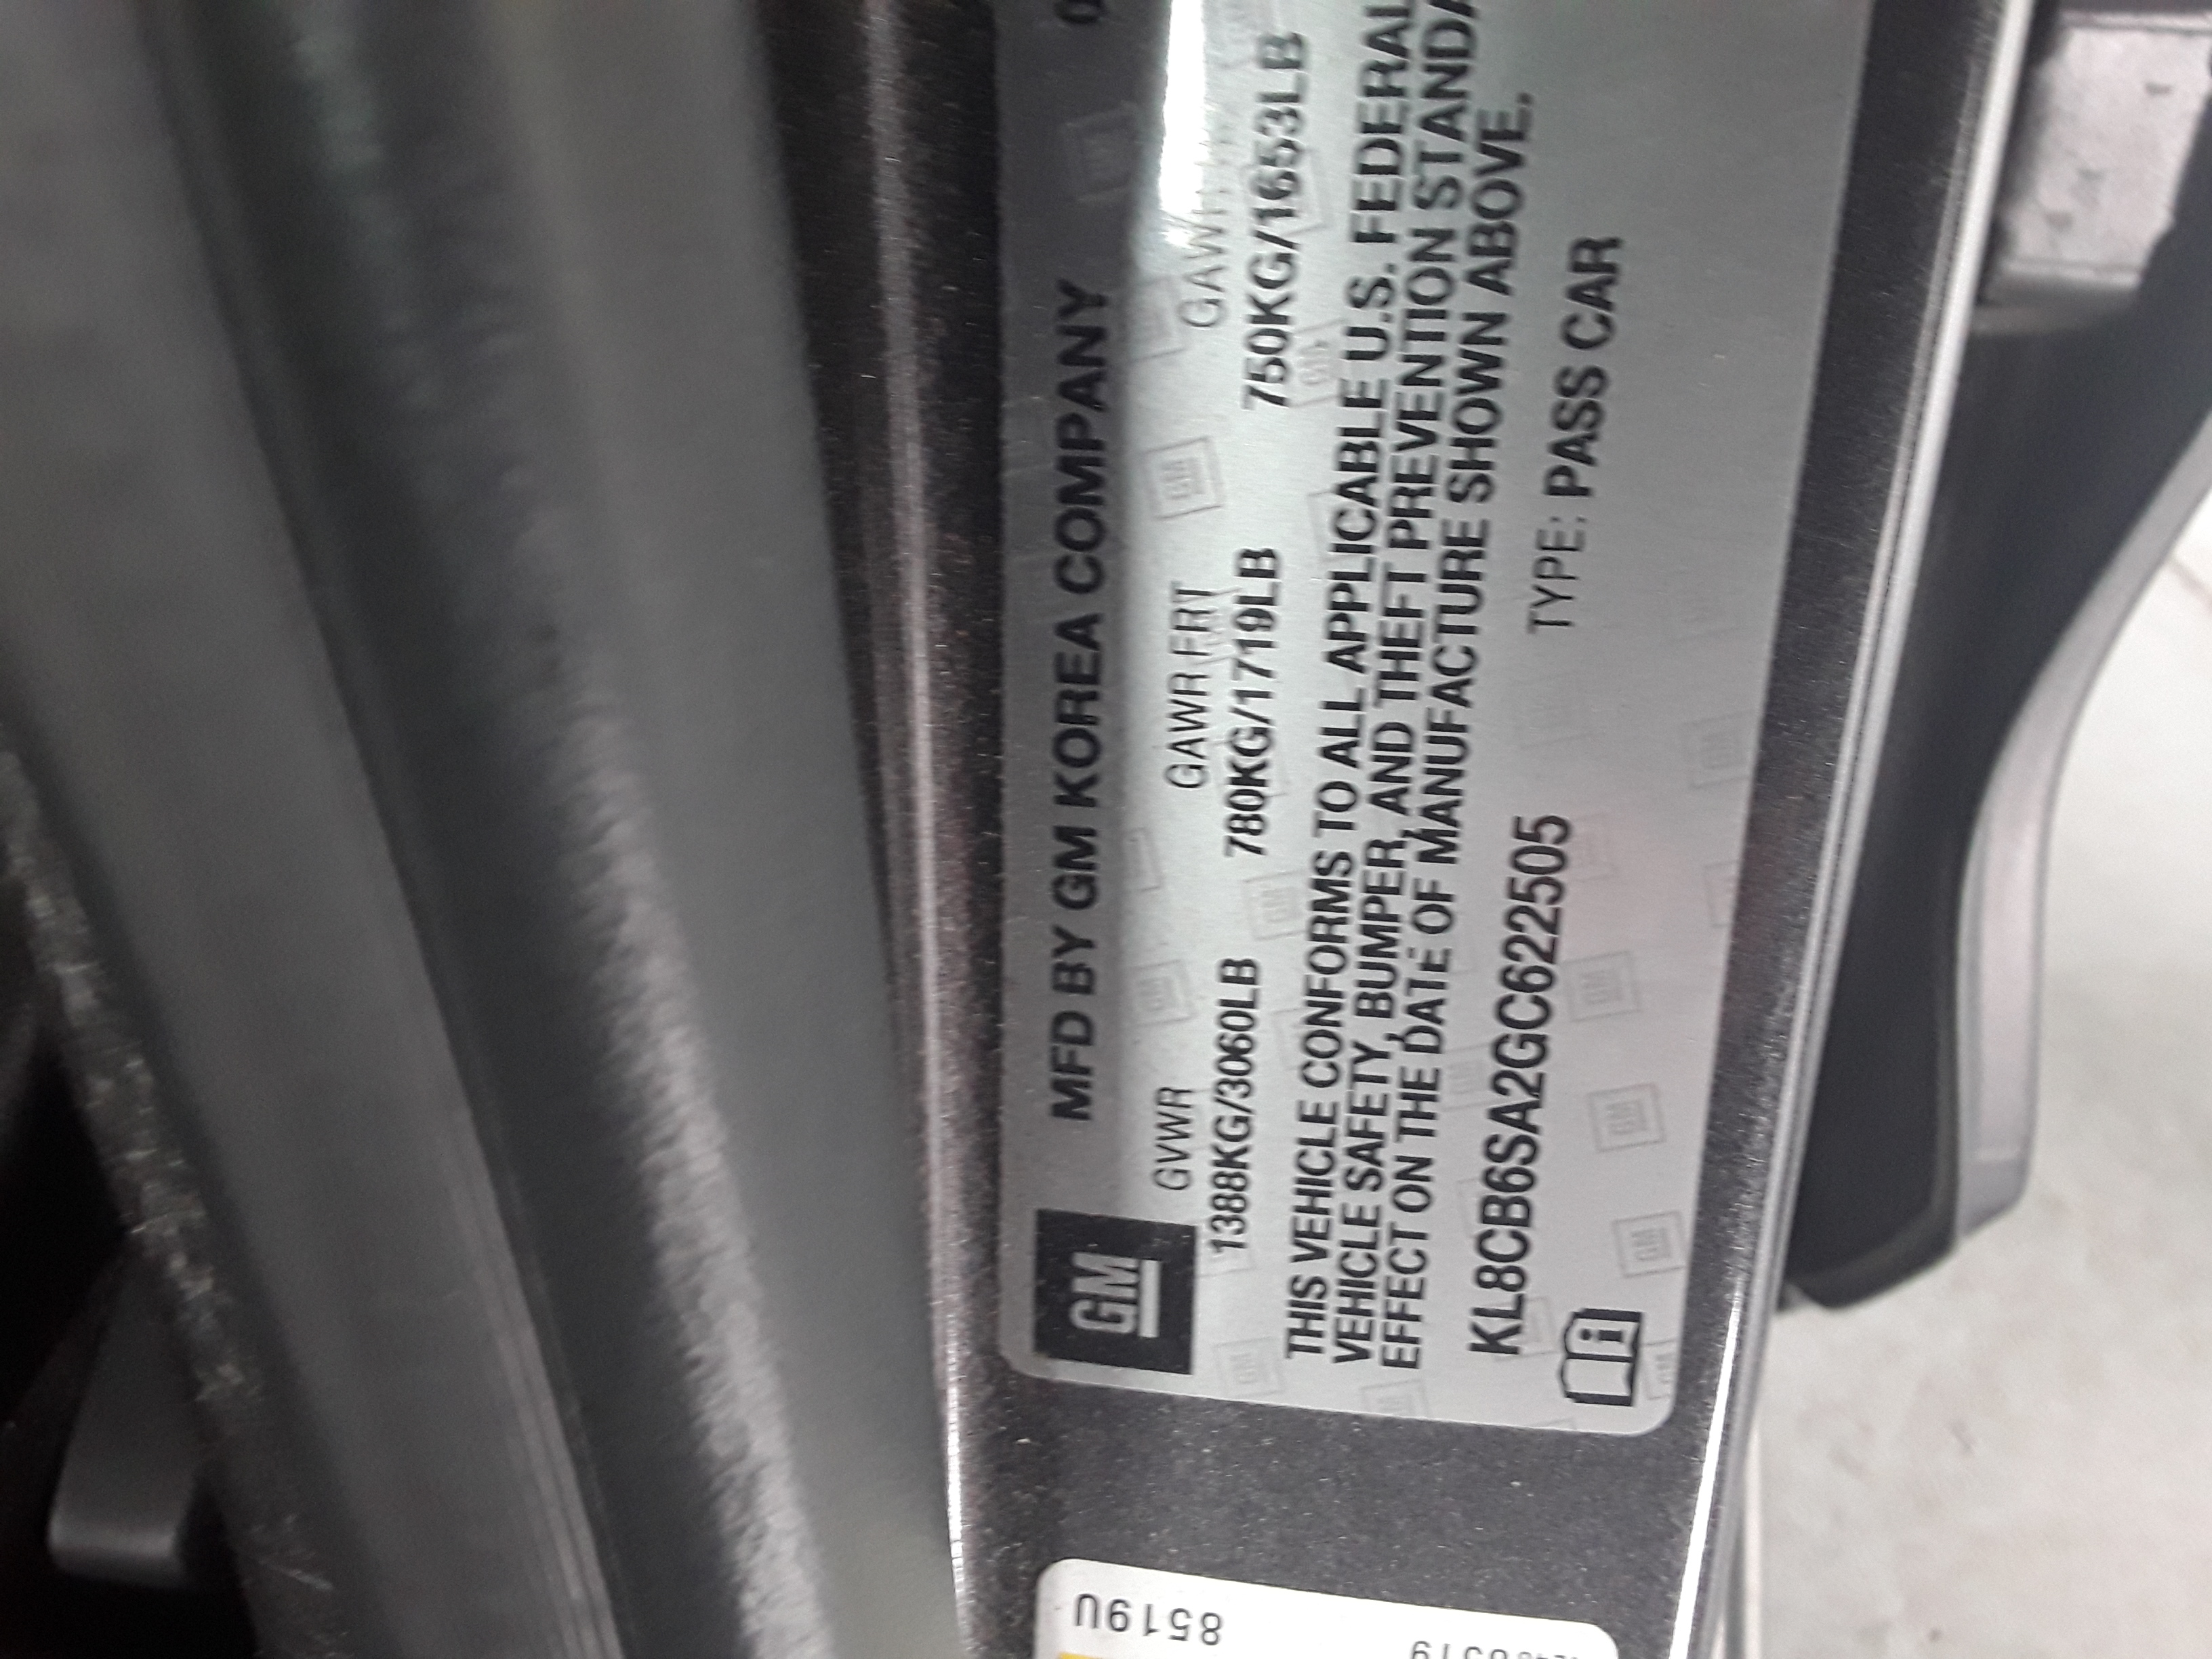 GM
MFD BY GM KOREA COMPANY
GVWR GAWR FRT
1388KG/3060LB 780KG/1719LB 750KG/1653LB
THIS VEHICLE CONFORMS TO ALL APPLICABLE U.S. FEDERAL
VEHICLE SAFETY, BUMPER, AND THEFT PREVENTION STANDA
EFFECT ON THE DATE OF MANUFACTURE SHOWN ABOVE.
KL8CB6SA2GC622505 TYPE: PASS CAR
8519U